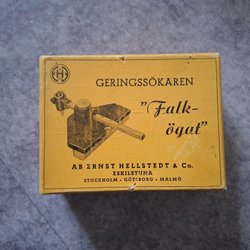 GERINGSSÖKAREN
"Falk-
ögat"
AB ERNST HELLSTEDT & Co.
ESKILSTUNA
STOCKHOLM • GÖTEBORG • MALMÖ